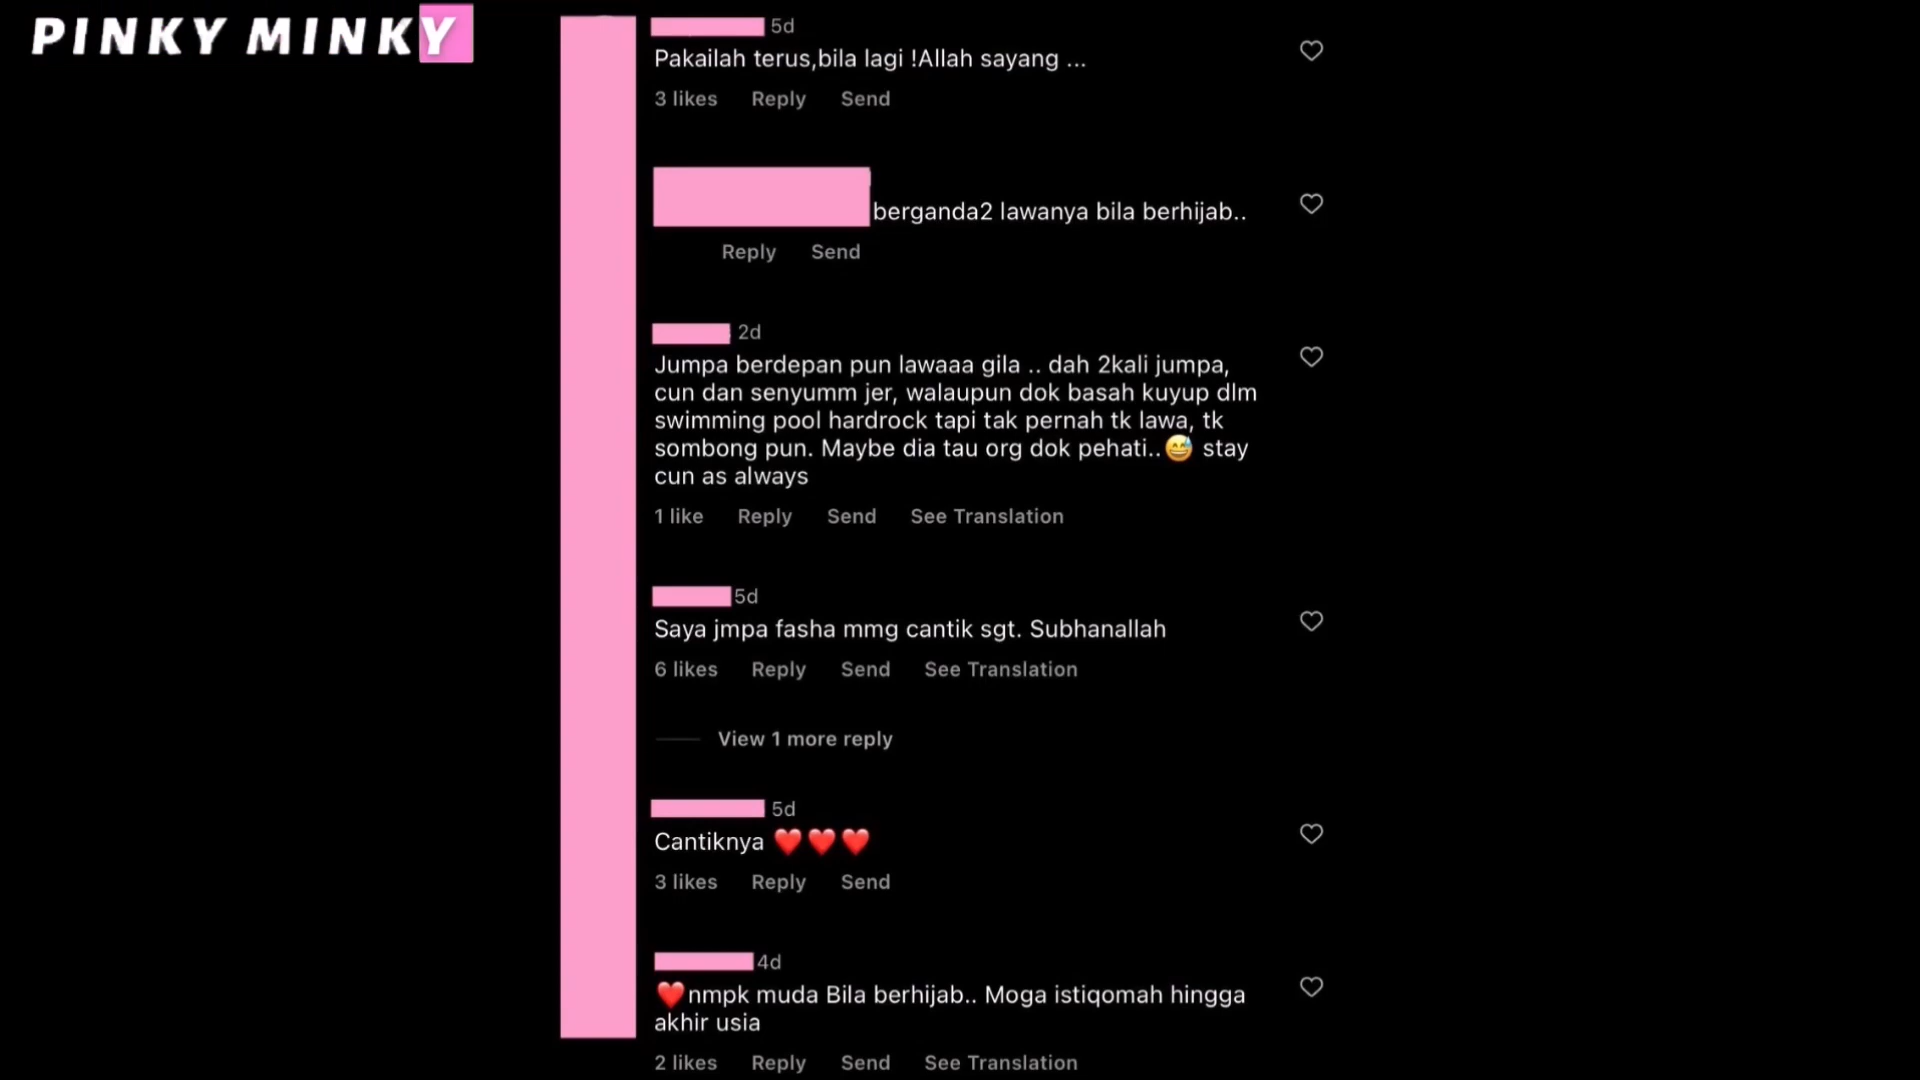 PINKY MINKY
5d
Pakailah terus,bila lagi !Allah sayang ...
3 likes Reply Send
berganda2 lawanya bila berhijab..
Reply Send
2d
Jumpa berdepan pun lawaaa gila .. dah 2kali jumpa,
cun dan senyumm jer, walaupun dok basah kuyup dlm
swimming pool hardrock tapi tak pernah tk lawa, tk
sombong pun. Maybe dia tau org dok pehati..😅 stay
cun as always
1 like Reply Send See Translation
5d
Saya jmpa fasha mmg cantik sgt. Subhanallah
6 likes Reply Send See Translation
View 1 more reply
5d
Cantiknya ❤️❤️❤️
3 likes Reply Send
4d
❤️nmpk muda Bila berhijab.. Moga istiqomah hingga
akhir usia
2 likes Reply Send See Translation